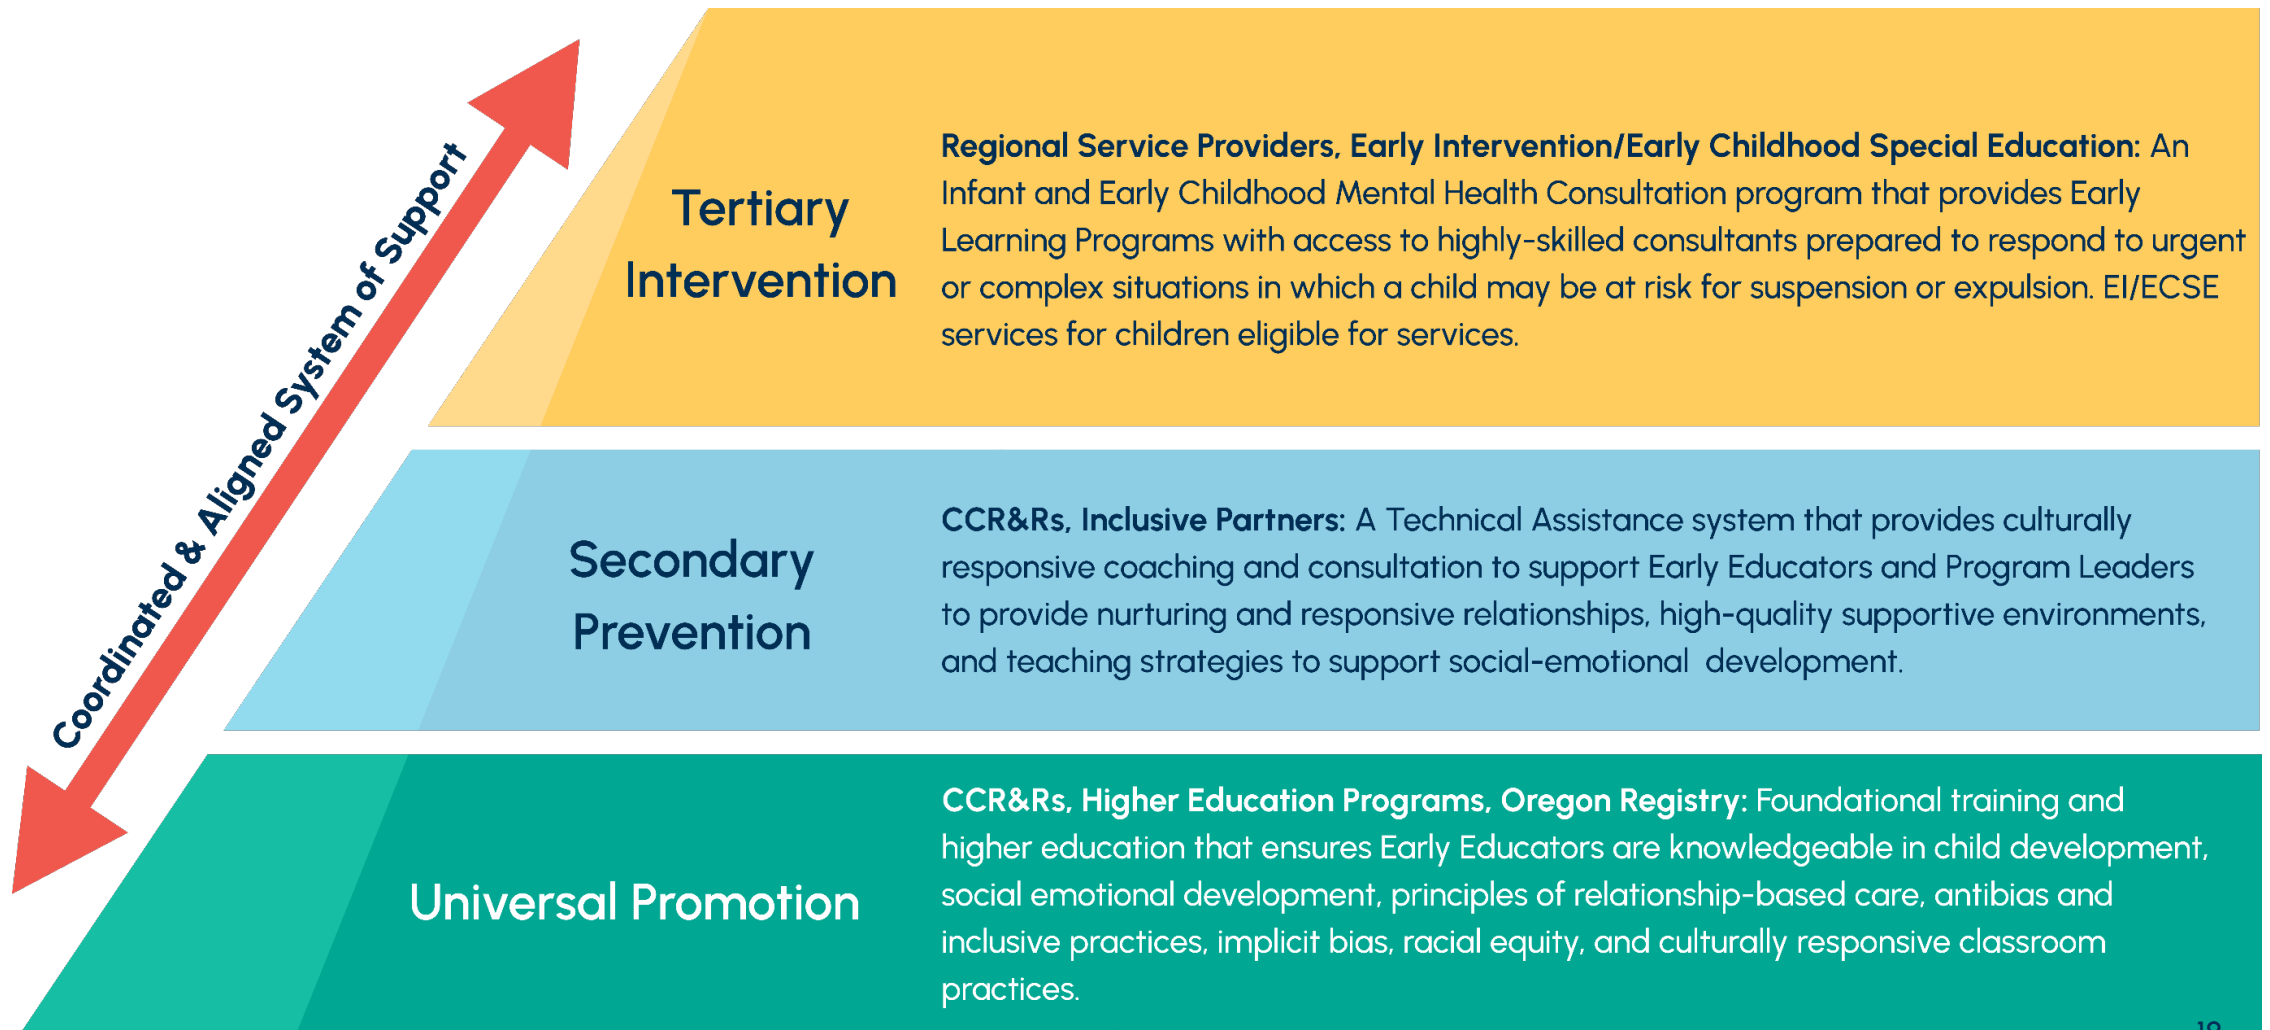 Coordinated & Aligned System of Support
Tertiary
Intervention
Regional Service Providers, Early Intervention/Early Childhood Special Education: An
Infant and Early Childhood Mental Health Consultation program that provides Early
Learning Programs with access to highly-skilled consultants prepared to respond to urgent
or complex situations in which a child may be at risk for suspension or expulsion. EI/ECSE
services for children eligible for services.
Secondary
Prevention
CCR&Rs, Inclusive Partners: A Technical Assistance system that provides culturally
responsive coaching and consultation to support Early Educators and Program Leaders
to provide nurturing and responsive relationships, high-quality supportive environments,
and teaching strategies to support social-emotional development.
Universal Promotion
CCR&Rs, Higher Education Programs, Oregon Registry: Foundational training and
higher education that ensures Early Educators are knowledgeable in child development,
social emotional development, principles of relationship-based care, antibias and
inclusive practices, implicit bias, racial equity, and culturally responsive classroom
practices.